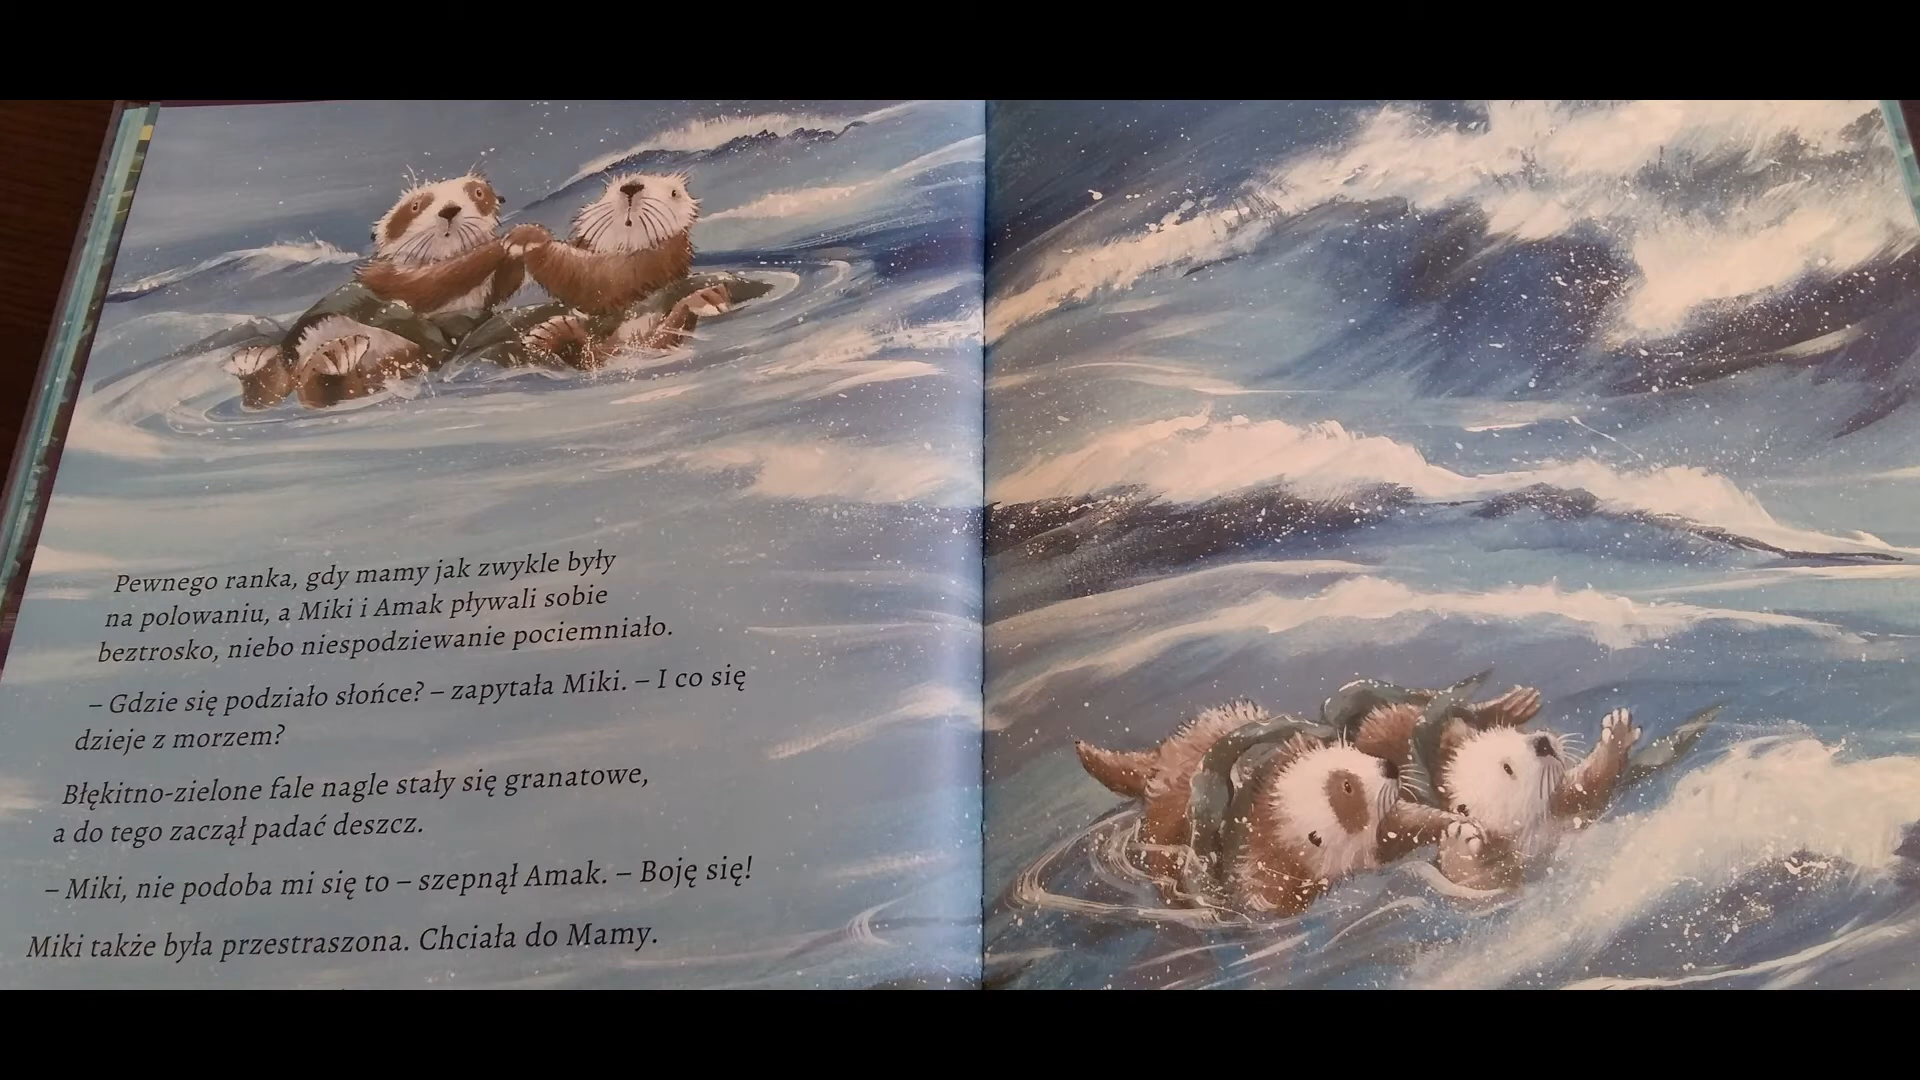 Pewnego ranka, gdy mamy jak zwykle były
na polowaniu, a Miki i Amak pływali sobie
beztrosko, niebo niespodziewanie pociemniało.
– Gdzie się podziało słońce? – zapytała Miki. – I co się
dzieje z morzem?
Błękitno-zielone fale nagle stały się granatowe,
a do tego zaczął padać deszcz.
– Miki, nie podoba mi się to – szepnął Amak. – Boję się!
Miki także była przestraszona. Chciała do Mamy.